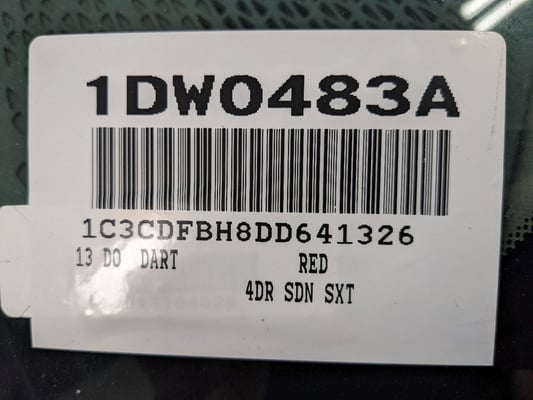 1DW0483A
1C3CDFBH8DD641326
13 DO DART RED
4DR SDN SXT